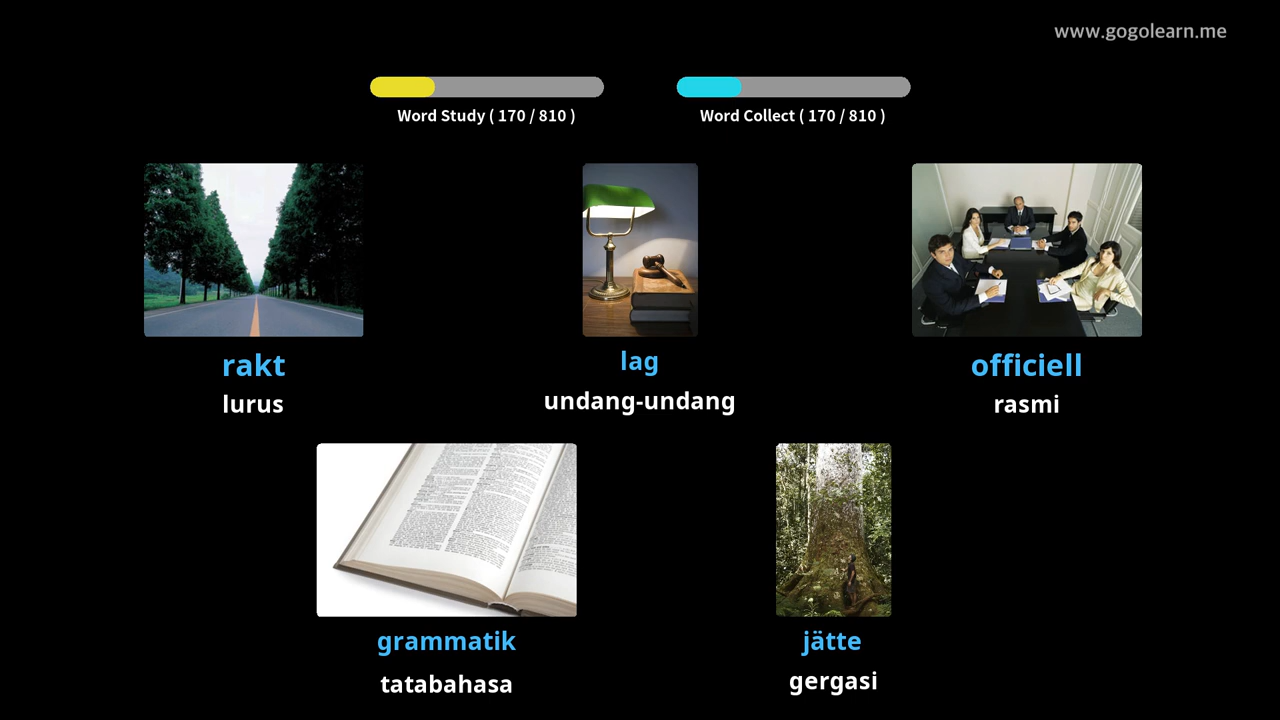 www.gogolearn.me
Word Study ( 170 / 810 )
Word Collect ( 170 / 810 )
rakt
lurus
lag
undang-undang
officiell
rasmi
grammatik
tatabahasa
jätte
gergasi